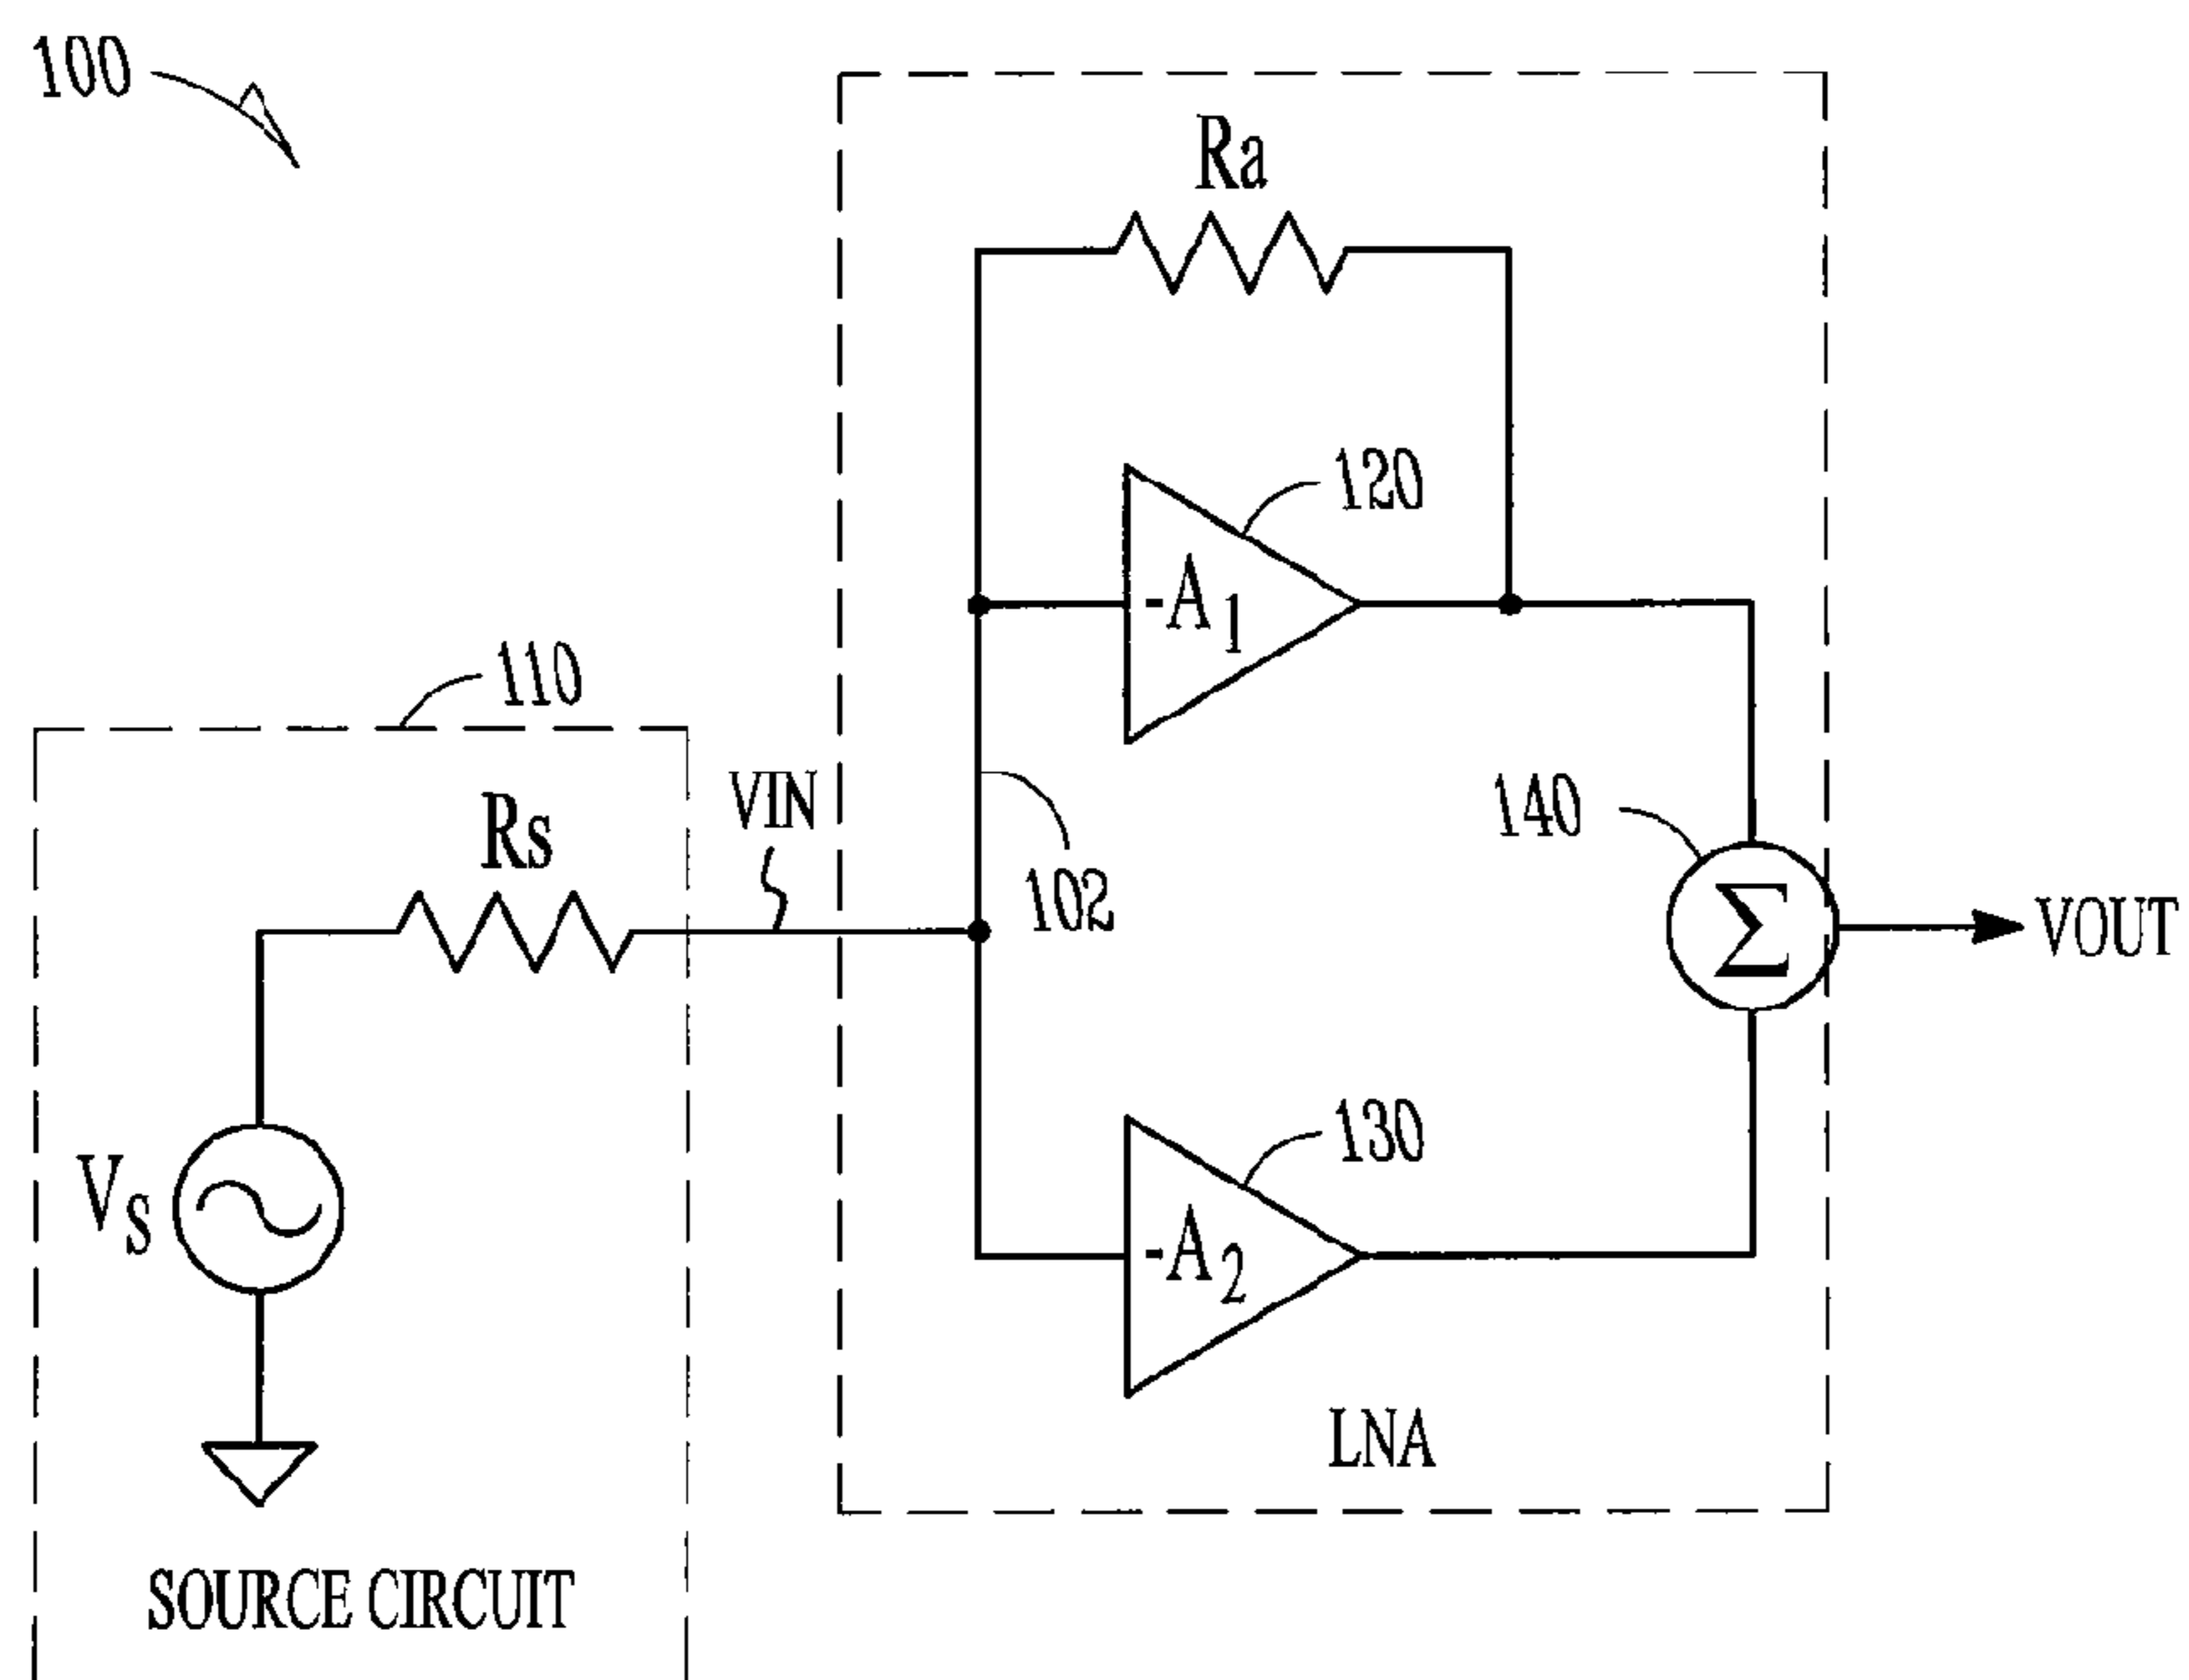 100
Ra
120
-A1
110
VIN
Rs
102
140
Σ
VOUT
130
VS
-A2
LNA
SOURCE CIRCUIT